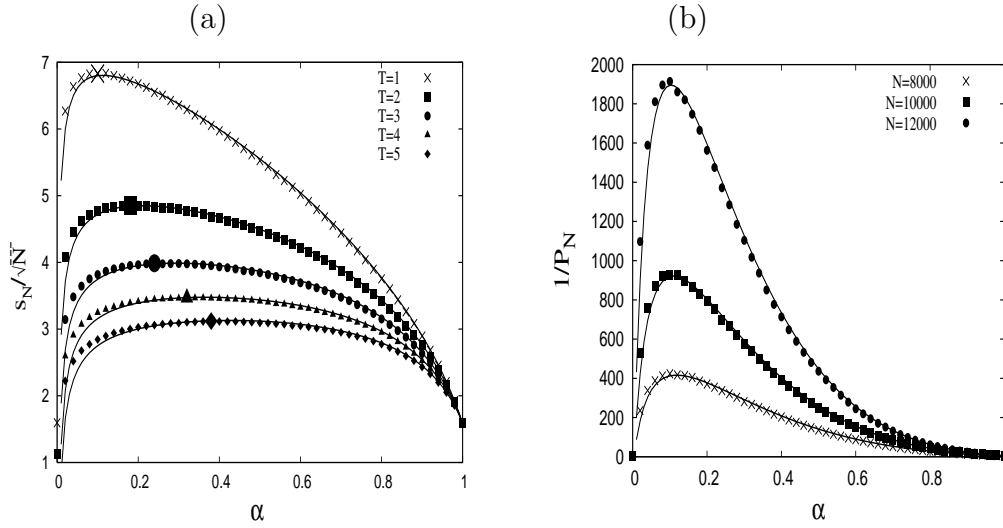 (a)
7
6
5
4
3
2
1
0
0.2
0.4
0.6
0.8
1
s_N/√N
α
T=1
T=2
T=3
T=4
T=5
(b)
2000
1800
1600
1400
1200
1000
800
600
400
200
0
0
0.2
0.4
0.6
0.8
1/P_N
α
N=8000
N=10000
N=12000